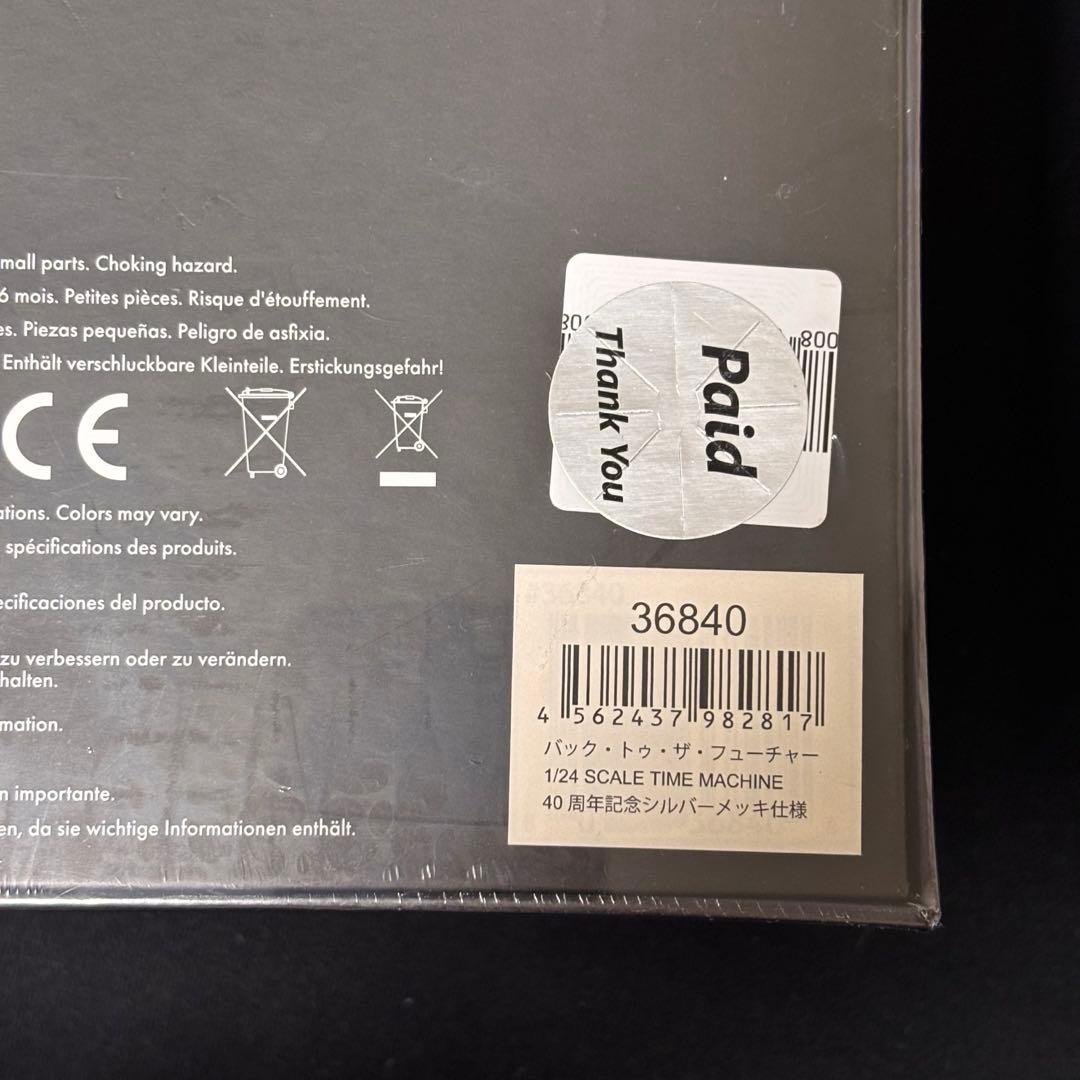 mall parts. Choking hazard.
6 mois. Petites pièces. Risque d'étouffement.
es. Piezas pequeñas. Peligro de asfixia.
Enthält verschluckbare Kleinteile. Erstickungsgefahr!
CE
ations. Colors may vary.
spécifications des produits.
ecificaciones del producto.
zu verbessern oder zu verändern.
halten.
mation.
n importante.
en, da sie wichtige Informationen enthält.
800
800
Paid
Thank You
36840
4 562437 982817
バック・トゥ・ザ・フューチャー
1/24 SCALE TIME MACHINE
40 周年記念シルバーメッキ仕様